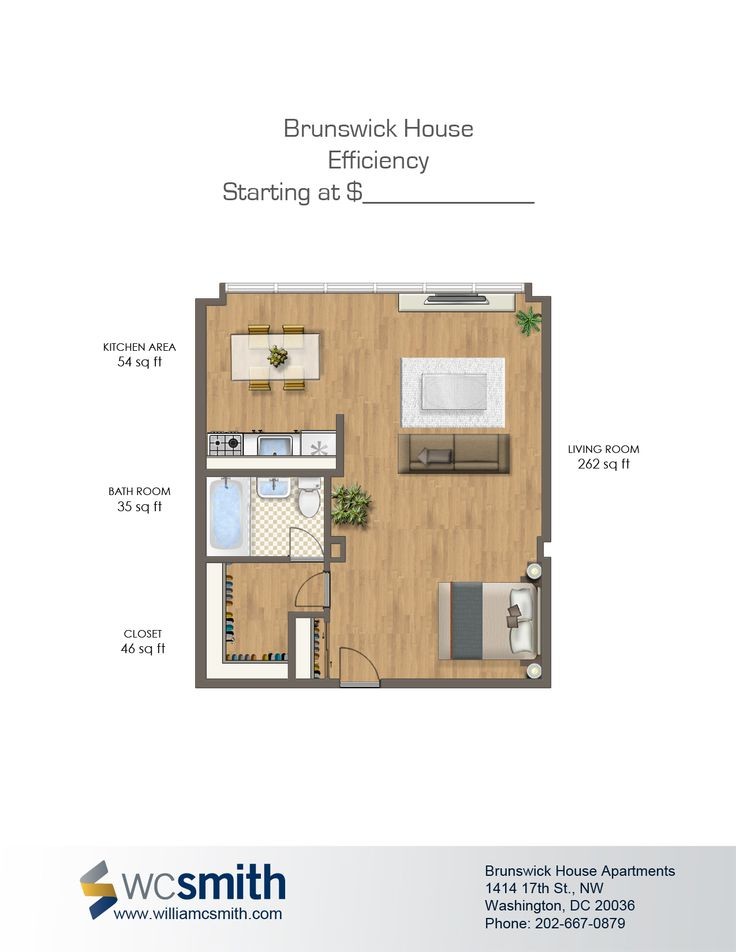 Brunswick House
Efficiency
Starting at $______________
KITCHEN AREA
54 sq ft
LIVING ROOM
262 sq ft
BATH ROOM
35 sq ft
CLOSET
46 sq ft
wcsmith
www.williamcsmith.com
Brunswick House Apartments
1414 17th St., NW
Washington, DC 20036
Phone: 202-667-0879